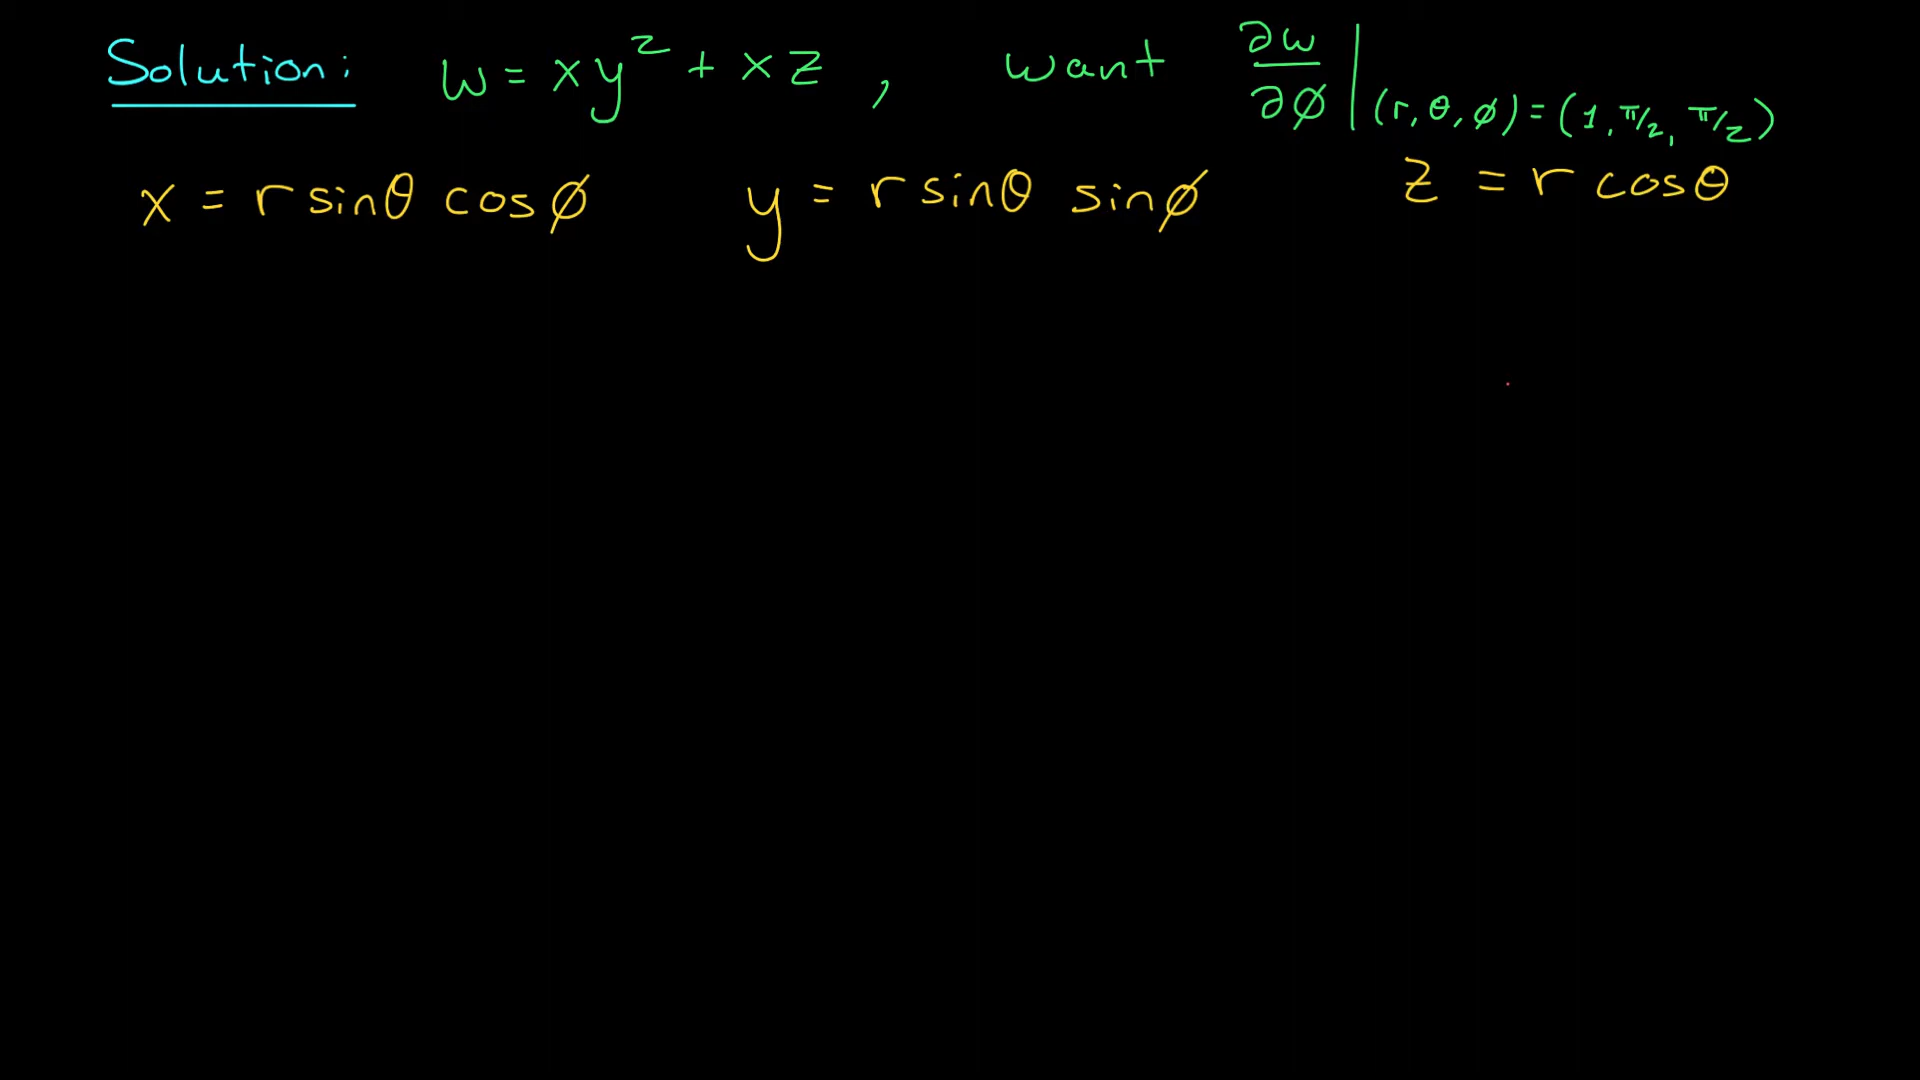 Solution: w = xy² + xz , want ∂w/∂ϕ |(r,θ,ϕ)=(1,π/2,π/2)
x = r sinθ cosϕ y = r sinθ sinϕ z = r cosθ